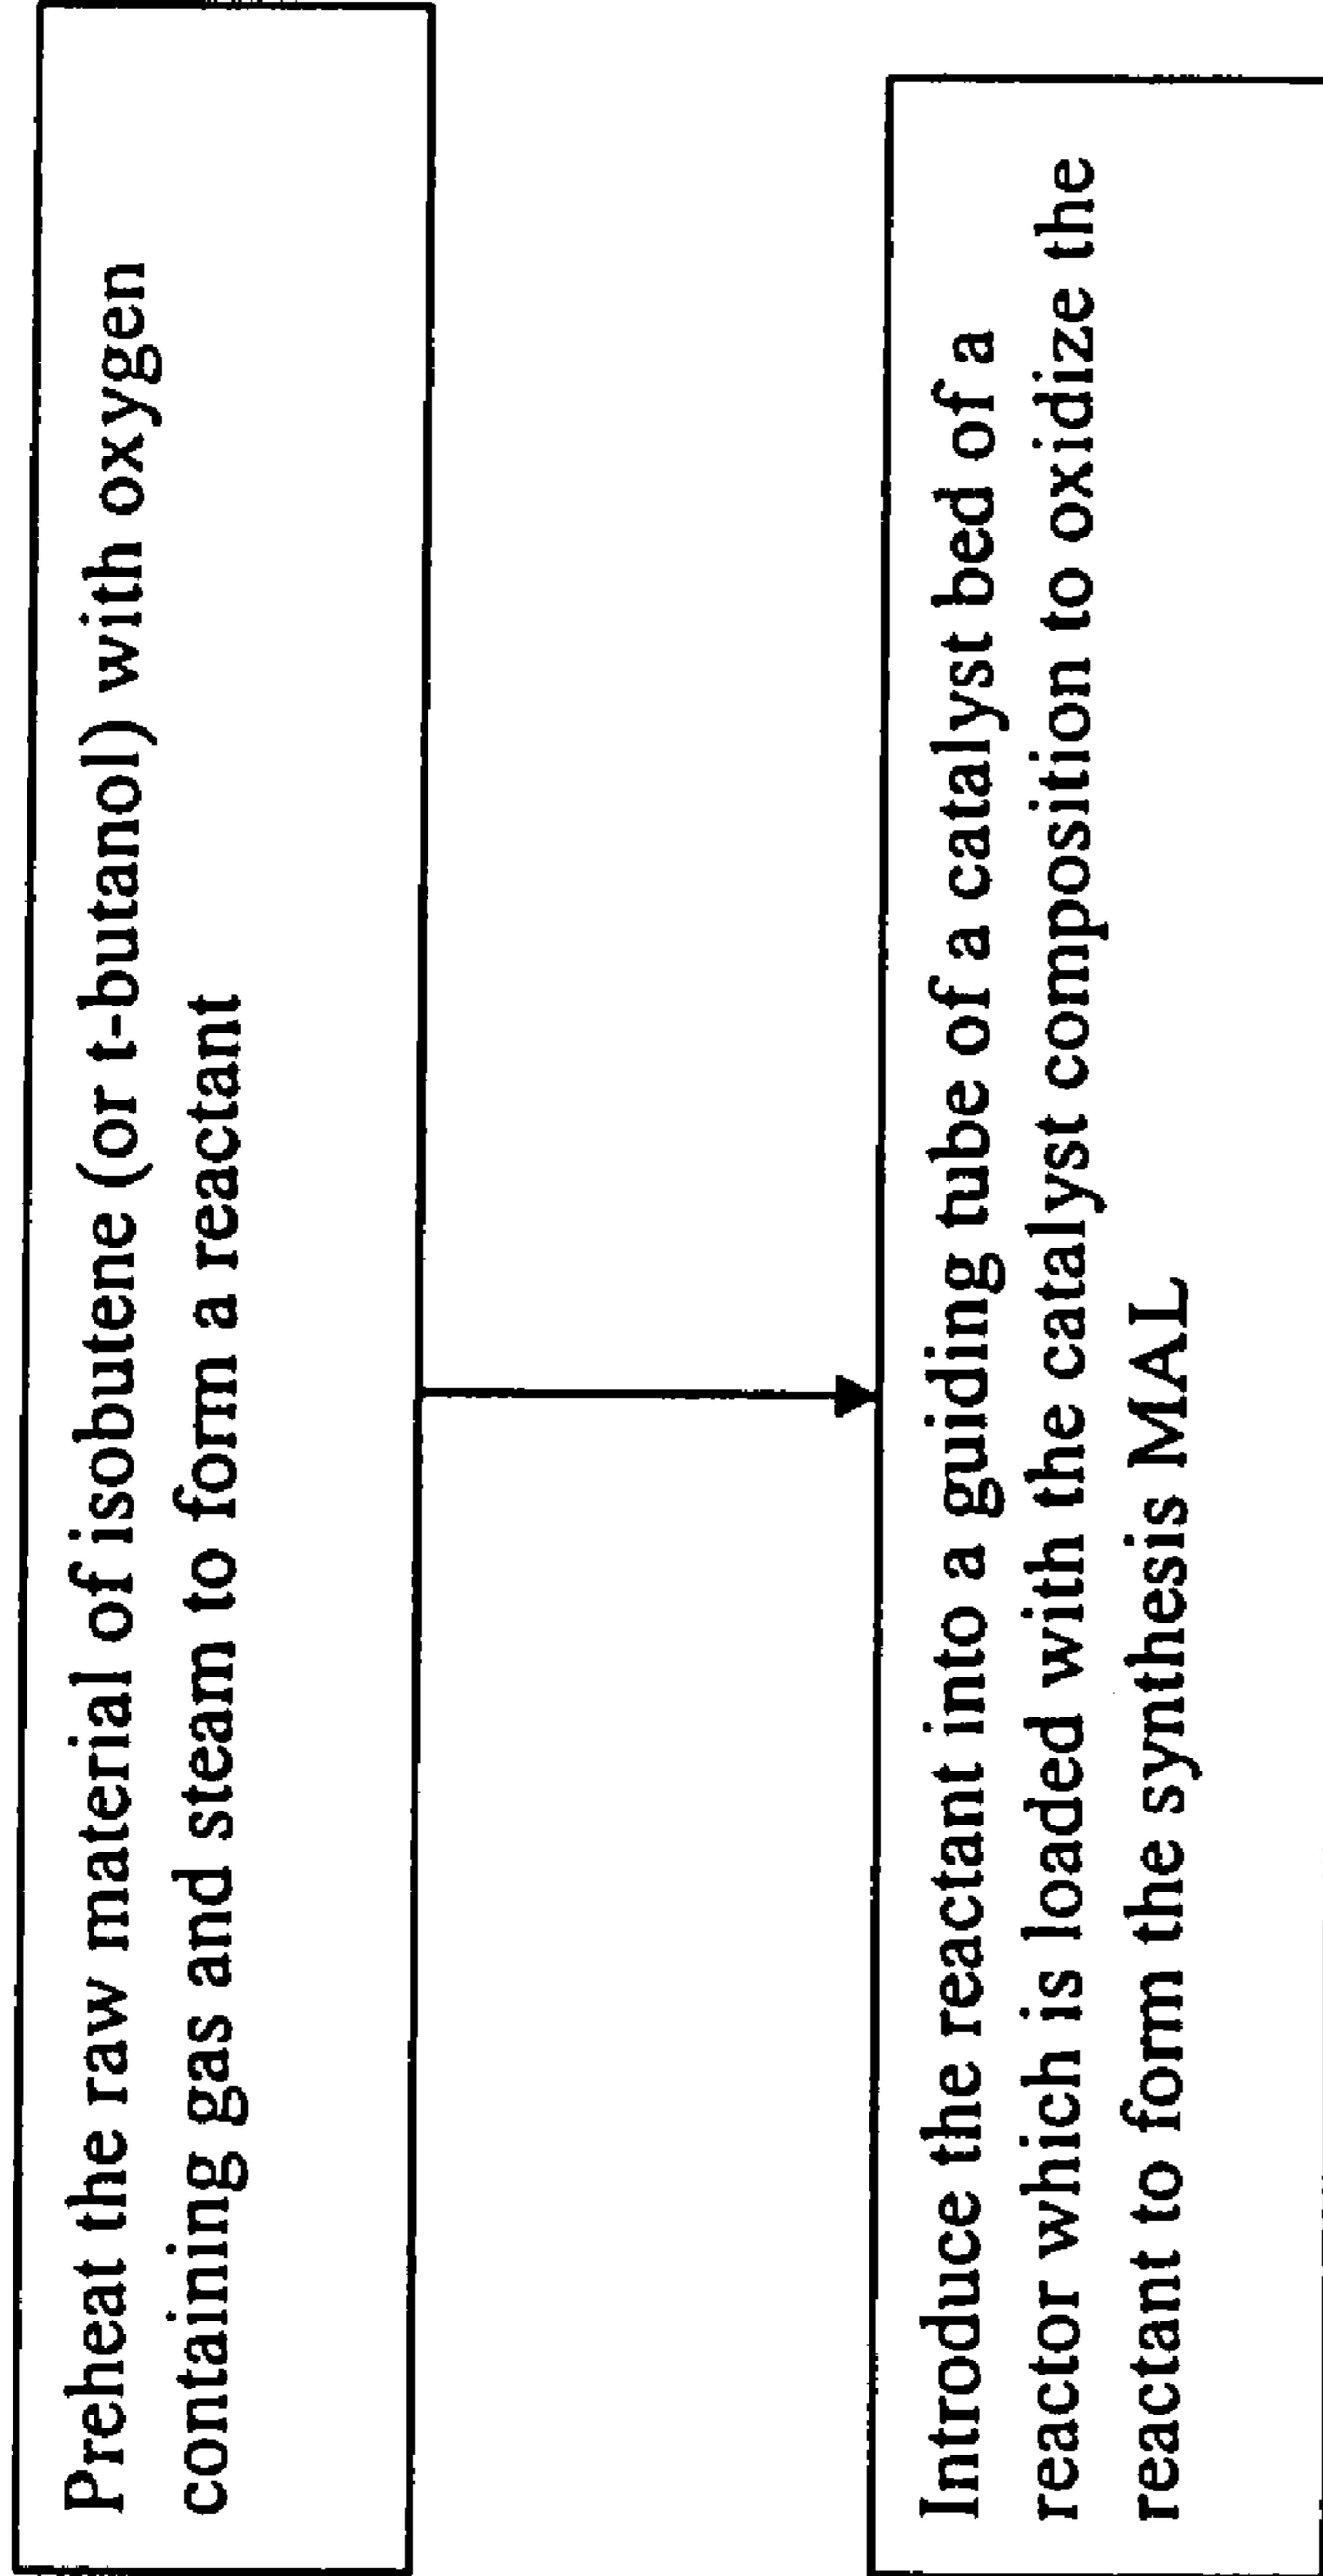 Preheat the raw material of isobutene (or t-butanol) with oxygen
containing gas and steam to form a reactant
Introduce the reactant into a guiding tube of a catalyst bed of a
reactor which is loaded with the catalyst composition to oxidize the
reactant to form the synthesis MAL